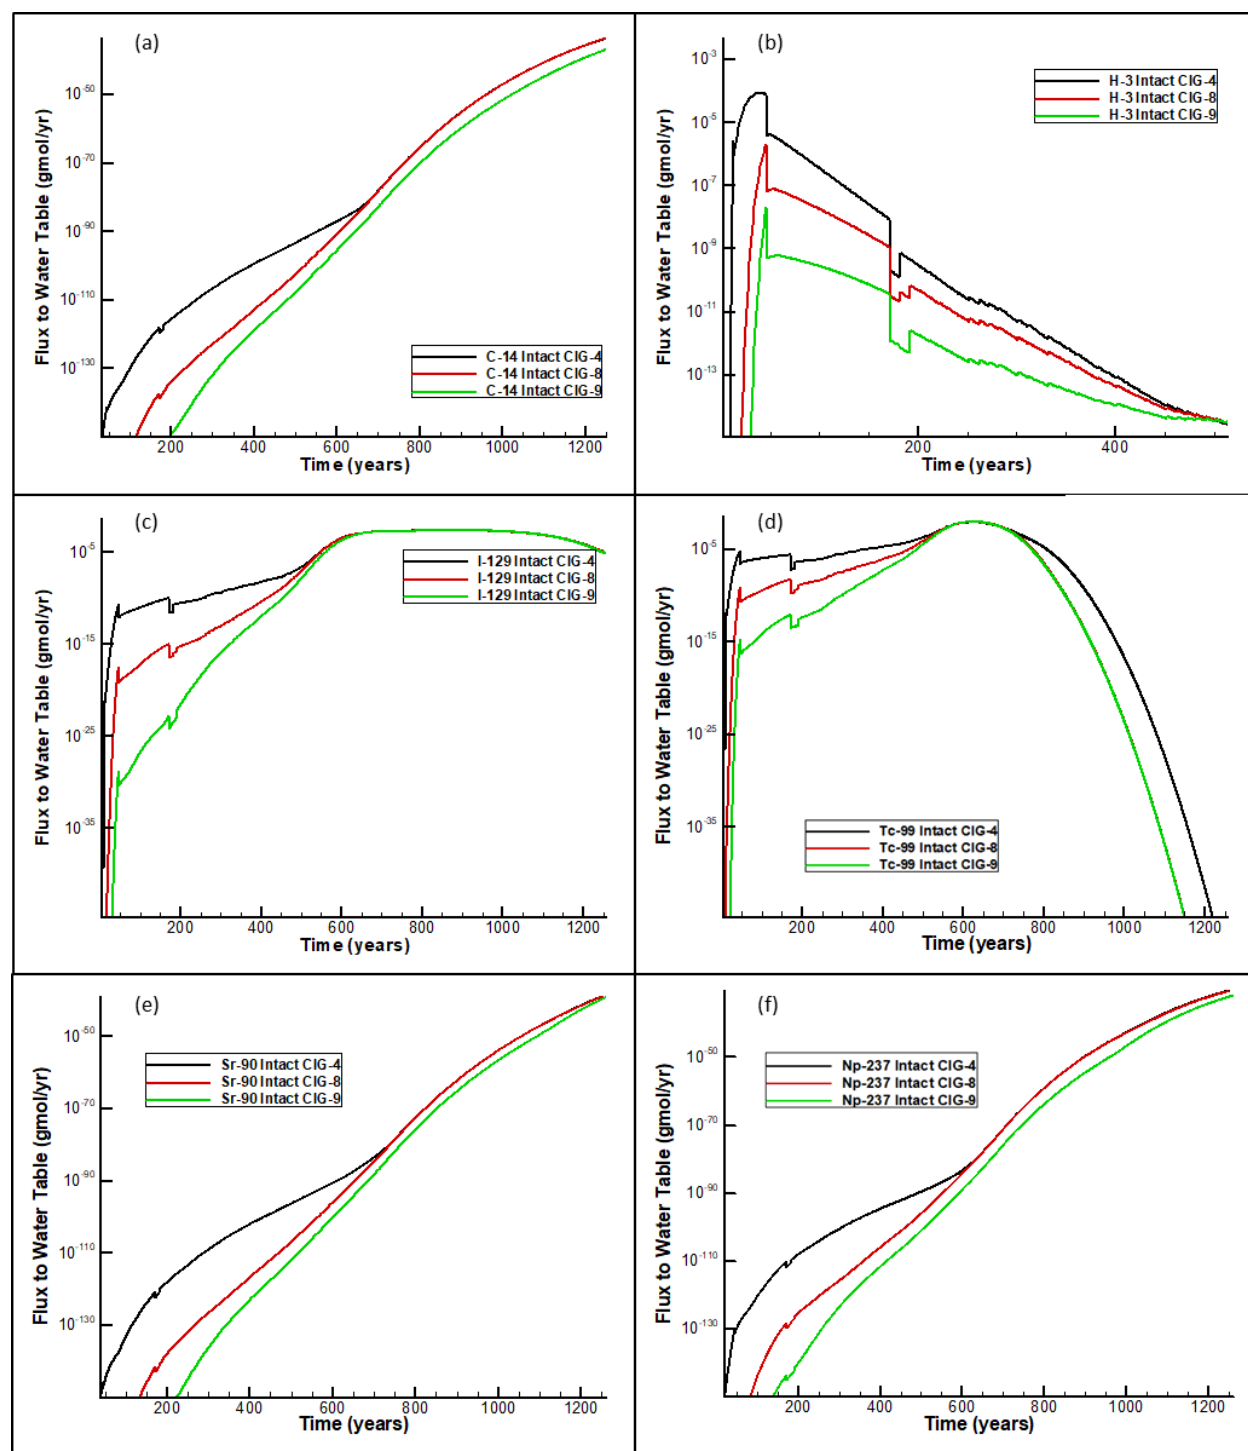 (a)
Flux to Water Table (gmol/yr)
10^-50
10^-70
10^-90
10^-110
10^-130
C-14 Intact CIG-4
C-14 Intact CIG-8
C-14 Intact CIG-9
200 400 600 800 1000 1200
Time (years)
(b)
Flux to Water Table (gmol/yr)
10^-3
10^-5
10^-7
10^-9
10^-11
10^-13
H-3 Intact CIG-4
H-3 Intact CIG-8
H-3 Intact CIG-9
200 400
Time (years)
(c)
Flux to Water Table (gmol/yr)
10^-5
10^-15
10^-25
10^-35
I-129 Intact CIG-4
I-129 Intact CIG-8
I-129 Intact CIG-9
200 400 600 800 1000 1200
Time (years)
(d)
Flux to Water Table (gmol/yr)
10^-5
10^-15
10^-25
10^-35
Tc-99 Intact CIG-4
Tc-99 Intact CIG-8
Tc-99 Intact CIG-9
200 400 600 800 1000 1200
Time (years)
(e)
Flux to Water Table (gmol/yr)
10^-50
10^-70
10^-90
10^-110
10^-130
Sr-90 Intact CIG-4
Sr-90 Intact CIG-8
Sr-90 Intact CIG-9
200 400 600 800 1000 1200
Time (years)
(f)
Flux to Water Table (gmol/yr)
10^-50
10^-70
10^-90
10^-110
10^-130
Np-237 Intact CIG-4
Np-237 Intact CIG-8
Np-237 Intact CIG-9
200 400 600 800 1000 1200
Time (years)